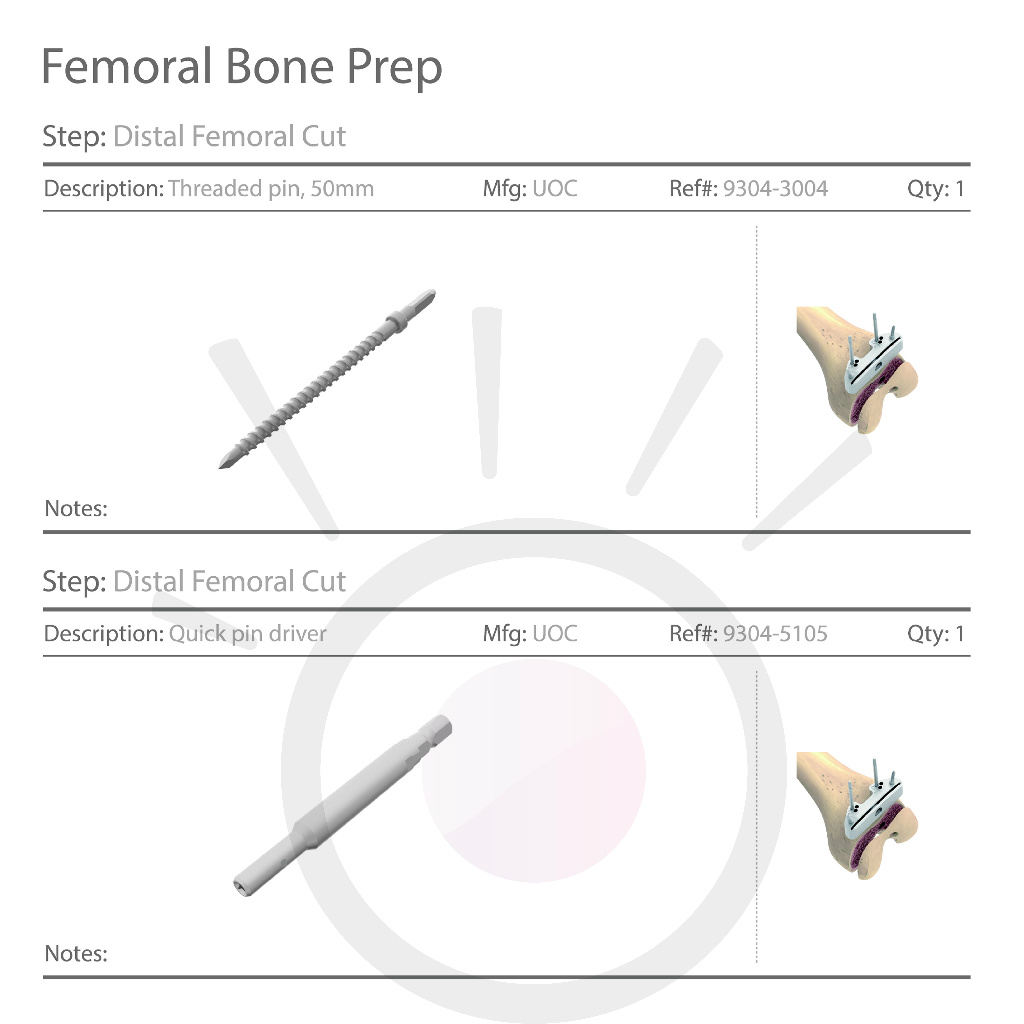 Femoral Bone Prep
Step: Distal Femoral Cut
Description: Threaded pin, 50mm Mfg: UOC Ref#: 9304-3004 Qty: 1
Notes:
Step: Distal Femoral Cut
Description: Quick pin driver Mfg: UOC Ref#: 9304-5105 Qty: 1
Notes: